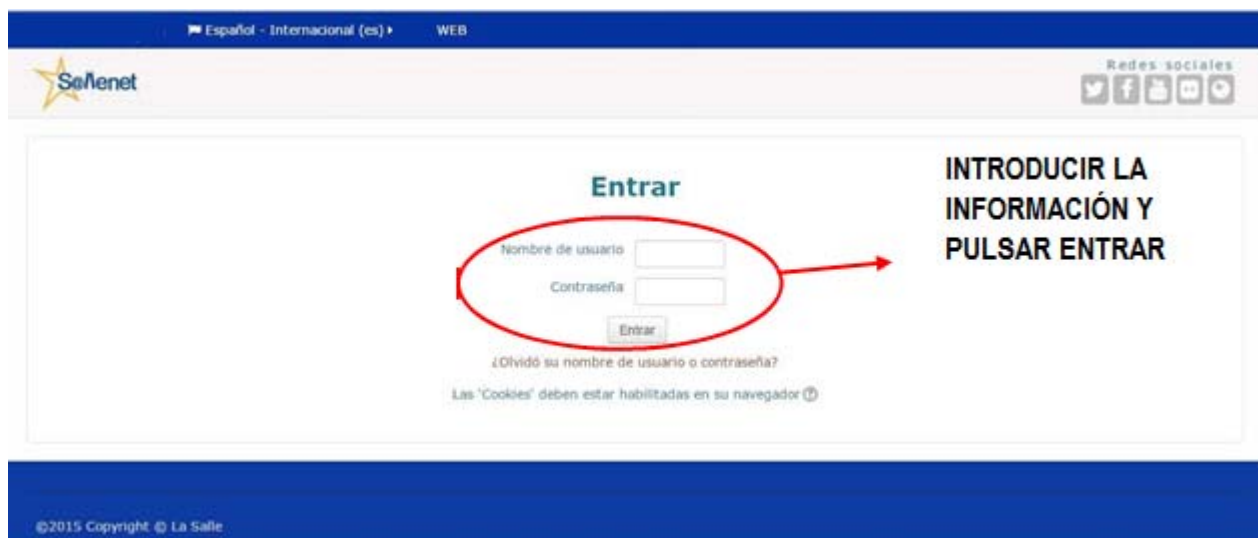 Español - Internacional (es)
WEB
Sallenet
Redes sociales
Entrar
INTRODUCIR LA
INFORMACIÓN Y
PULSAR ENTRAR
Nombre de usuario
Contraseña
Entrar
¿Olvidó su nombre de usuario o contraseña?
Las 'Cookies' deben estar habilitadas en su navegador
©2015 Copyright © La Salle